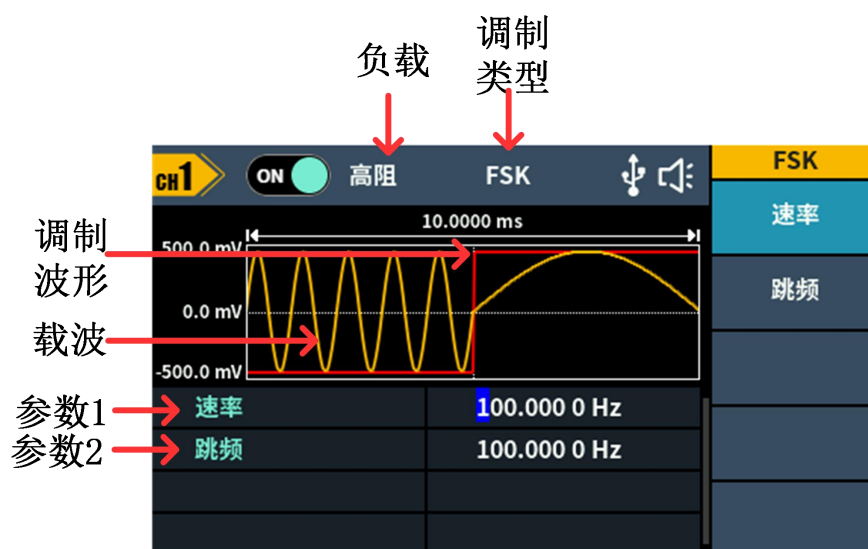 调制
类型
负载
CH1
ON
高阻
FSK
FSK
速率
跳频
10.0000 ms
500.0 mV
0.0 mV
-500.0 mV
调制
波形
载波
参数1
速率
100.000 0 Hz
参数2
跳频
100.000 0 Hz